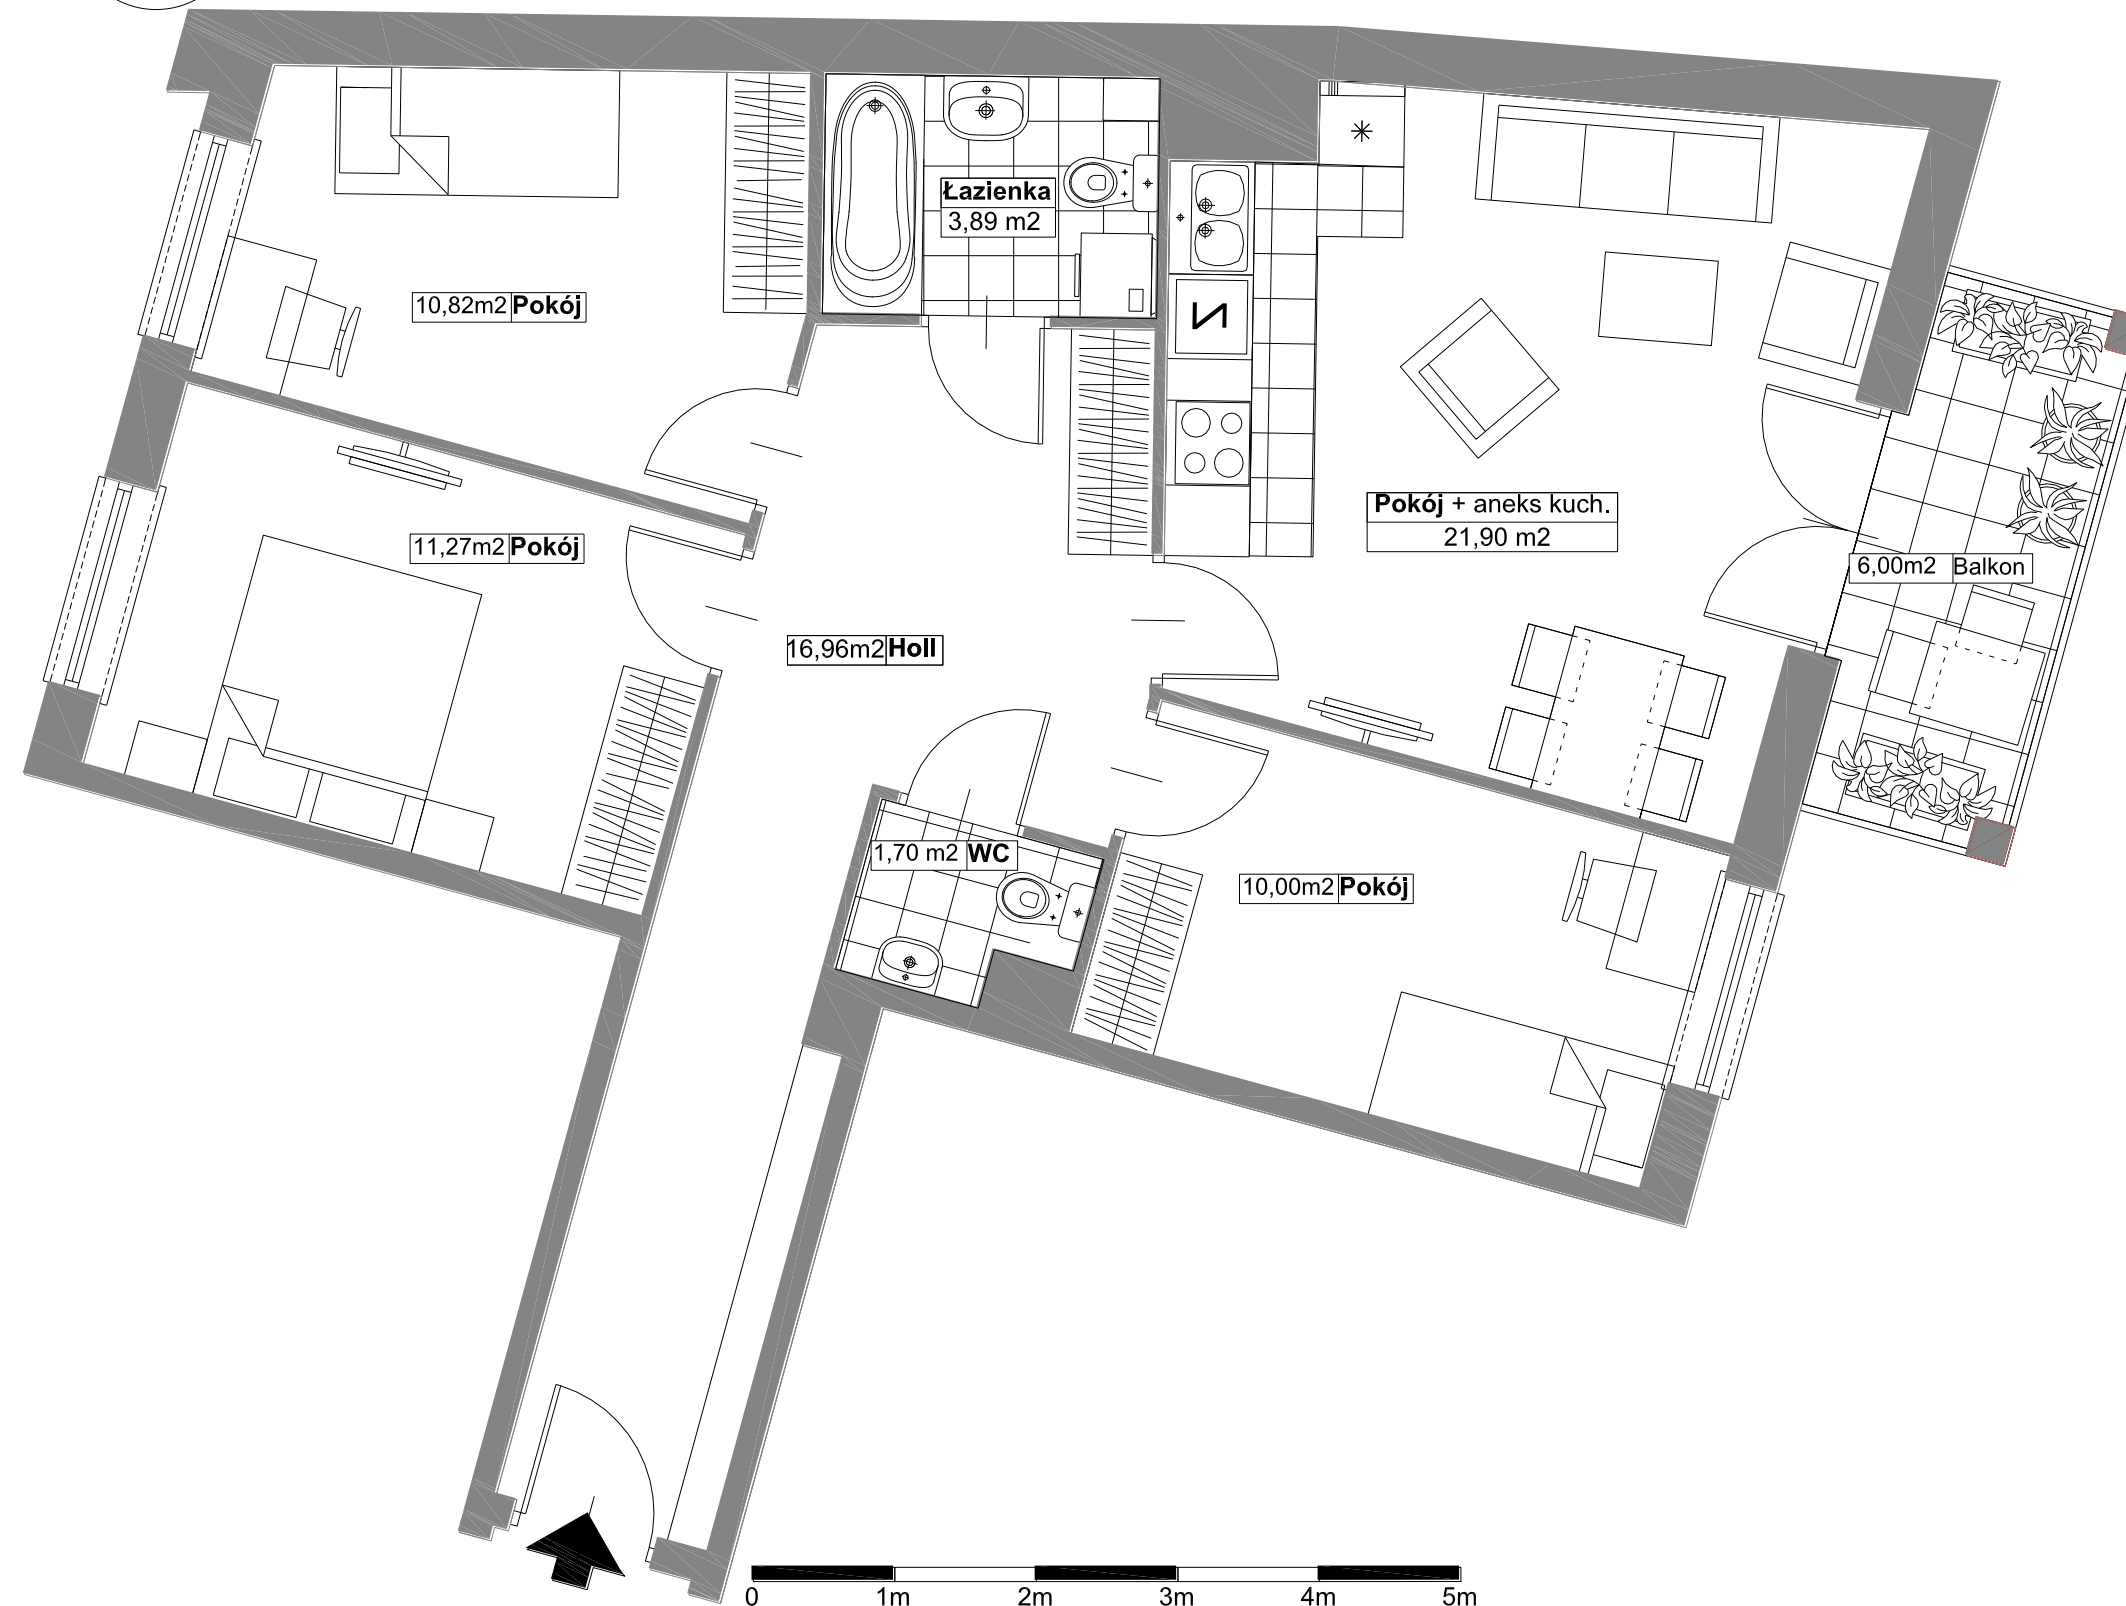 Łazienka
3,89 m2
10,82m2 Pokój
Pokój + aneks kuch.
21,90 m2
11,27m2 Pokój
6,00m2 Balkon
16,96m2 Holl
1,70 m2 WC
10,00m2 Pokój
0 1m 2m 3m 4m 5m